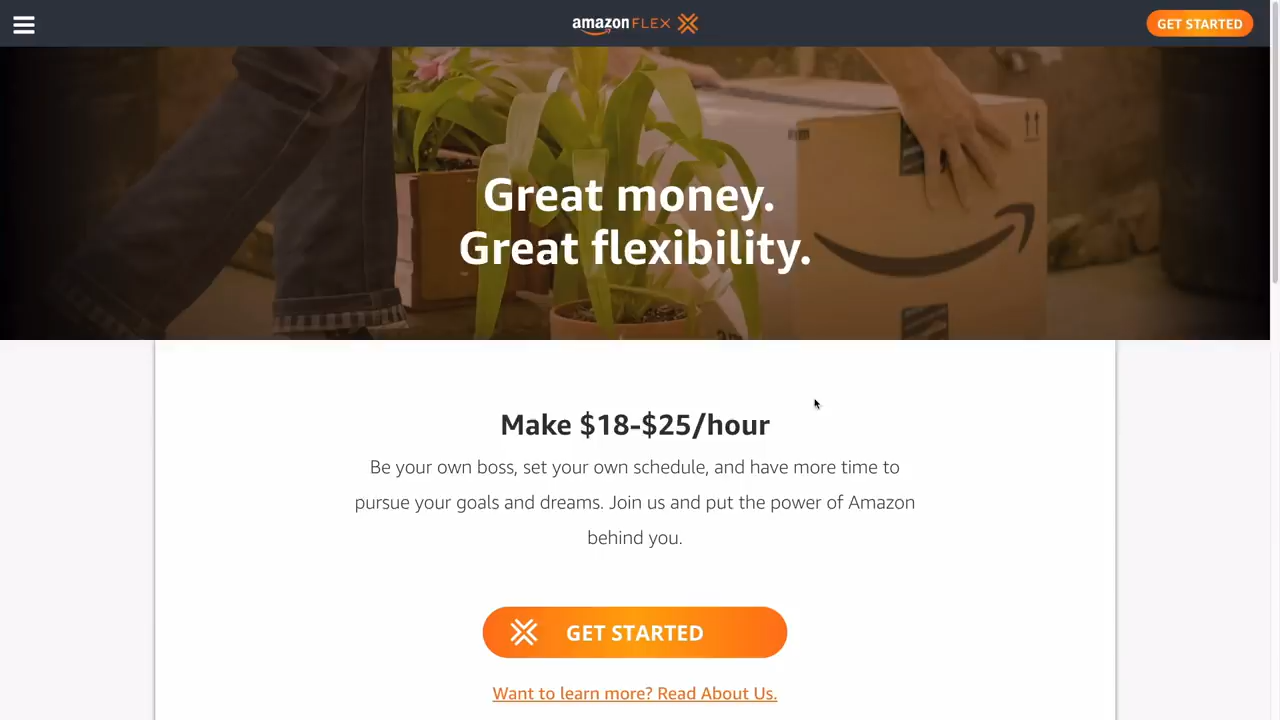 amazon FLEX
GET STARTED
Great money.
Great flexibility.
Make $18-$25/hour
Be your own boss, set your own schedule, and have more time to
pursue your goals and dreams. Join us and put the power of Amazon
behind you.
GET STARTED
Want to learn more? Read About Us.